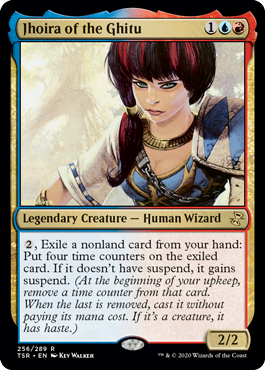 Jhoira of the Ghitu 1
Legendary Creature — Human Wizard
2, Exile a nonland card from your hand:
Put four time counters on the exiled
card. If it doesn't have suspend, it gains
suspend. (At the beginning of your upkeep,
remove a time counter from that card.
When the last is removed, cast it without
paying its mana cost. If it's a creature, it
has haste.)
2/2
256/289 R
TSR • EN Key Walker
™ & © 2020 Wizards of the Coast